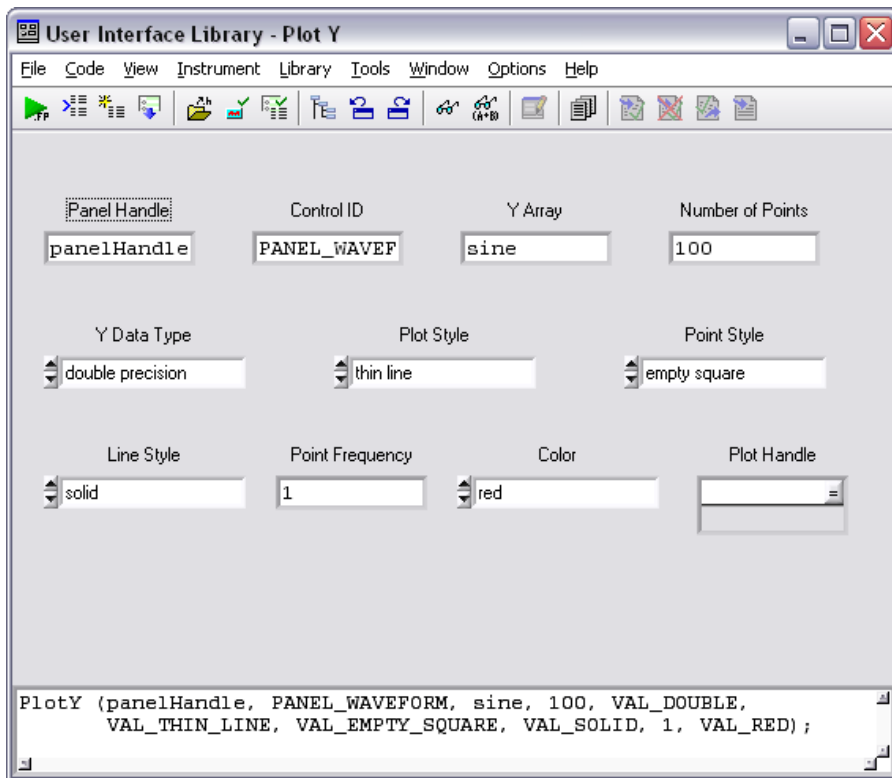 User Interface Library - Plot Y
File Code View Instrument Library Tools Window Options Help
Panel Handle Control ID Y Array Number of Points
panelHandle PANEL_WAVEF sine 100
Y Data Type Plot Style Point Style
double precision thin line empty square
Line Style Point Frequency Color Plot Handle
solid 1 red =
PlotY (panelHandle, PANEL_WAVEFORM, sine, 100, VAL_DOUBLE,
VAL_THIN_LINE, VAL_EMPTY_SQUARE, VAL_SOLID, 1, VAL_RED);